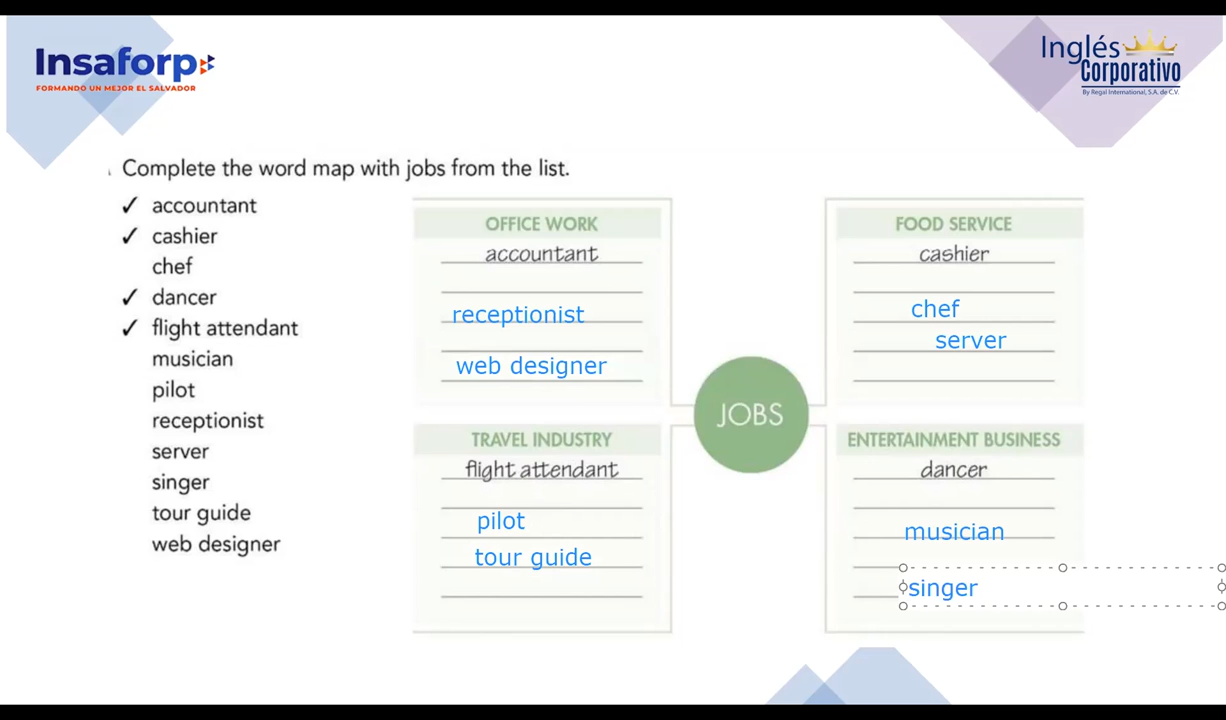 Insaforp
FORMANDO UN MEJOR EL SALVADOR
Inglés
Corporativo
By Regal International, S.A. de C.V.
Complete the word map with jobs from the list.
✓ accountant
✓ cashier
chef
✓ dancer
✓ flight attendant
musician
pilot
receptionist
server
singer
tour guide
web designer
OFFICE WORK
accountant
receptionist
web designer
FOOD SERVICE
cashier
chef
server
JOBS
TRAVEL INDUSTRY
flight attendant
pilot
tour guide
ENTERTAINMENT BUSINESS
dancer
musician
singer